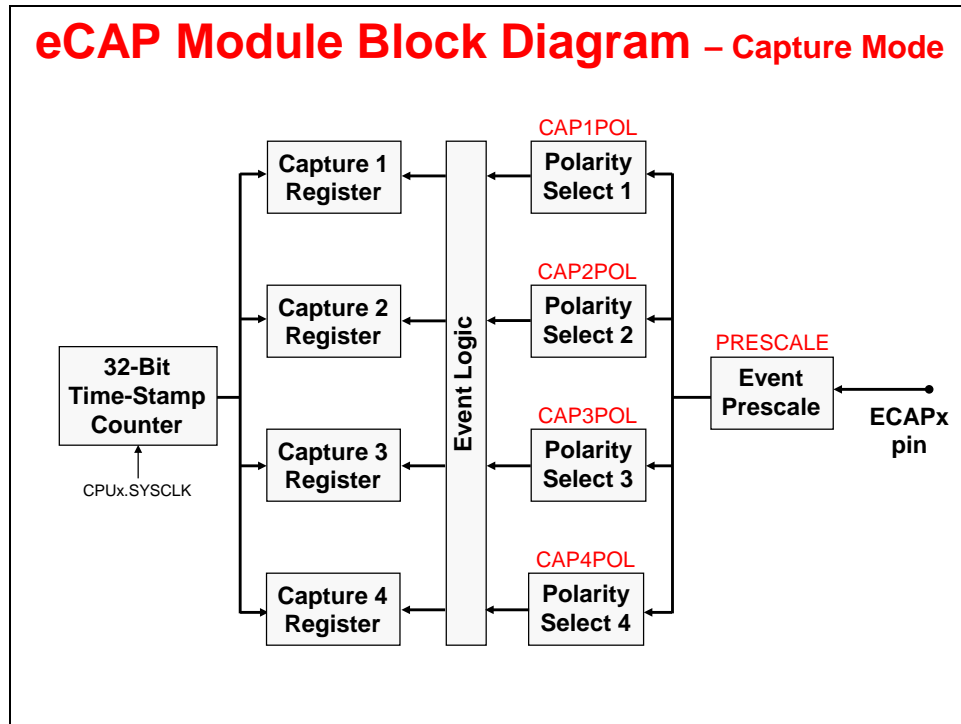 eCAP Module Block Diagram – Capture Mode
CAP1POL
Capture 1
Register
Polarity
Select 1
CAP2POL
Capture 2
Register
Polarity
Select 2
Event Logic
PRESCALE
32-Bit
Time-Stamp
Counter
Event
Prescale
ECAPx
pin
CAP3POL
Capture 3
Register
Polarity
Select 3
CPUx.SYSCLK
CAP4POL
Capture 4
Register
Polarity
Select 4